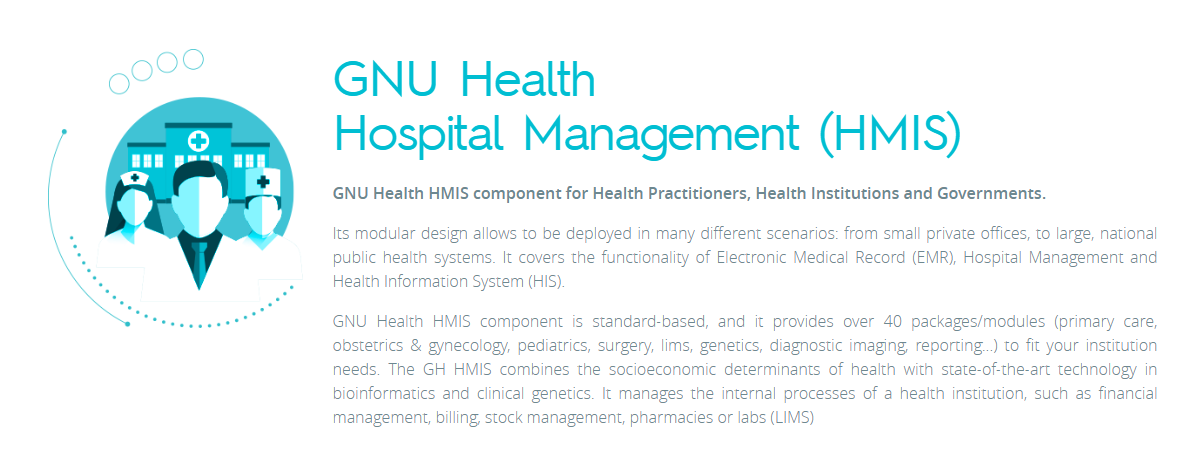 GNU Health
Hospital Management (HMIS)
GNU Health HMIS component for Health Practitioners, Health Institutions and Governments.
Its modular design allows to be deployed in many different scenarios: from small private offices, to large, national
public health systems. It covers the functionality of Electronic Medical Record (EMR), Hospital Management and
Health Information System (HIS).
GNU Health HMIS component is standard-based, and it provides over 40 packages/modules (primary care,
obstetrics & gynecology, pediatrics, surgery, lims, genetics, diagnostic imaging, reporting...) to fit your institution
needs. The GH HMIS combines the socioeconomic determinants of health with state-of-the-art technology in
bioinformatics and clinical genetics. It manages the internal processes of a health institution, such as financial
management, billing, stock management, pharmacies or labs (LIMS)